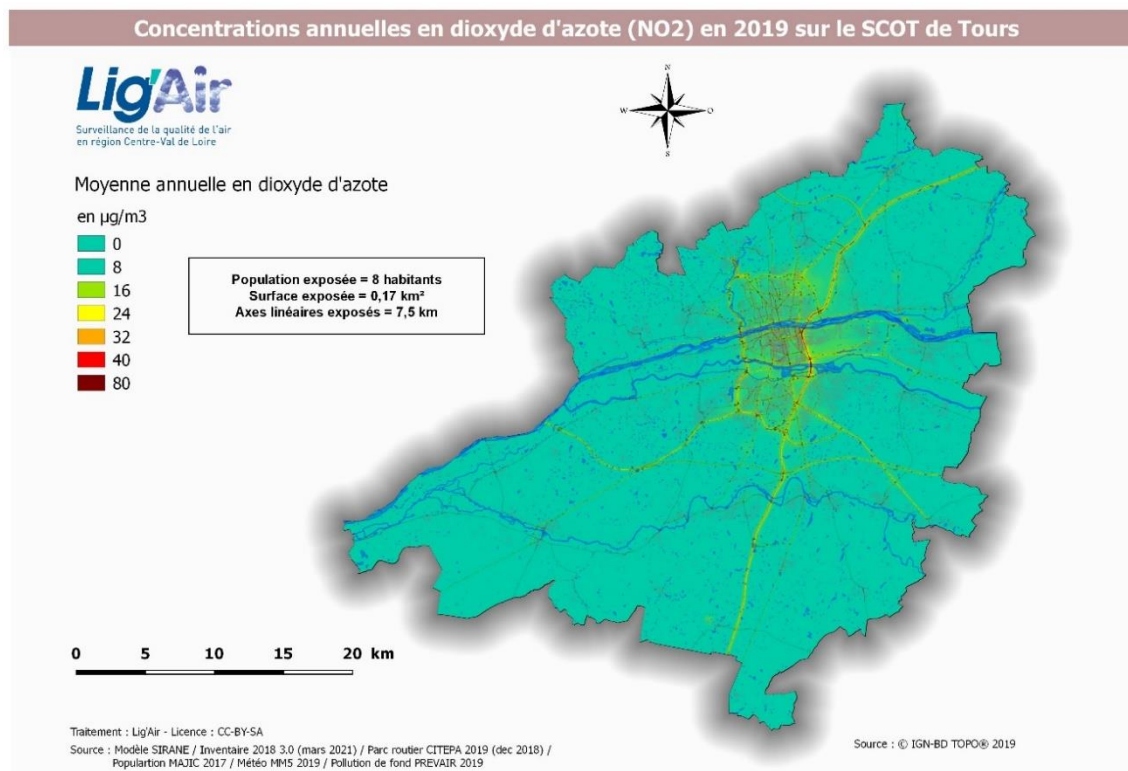 Concentrations annuelles en dioxyde d'azote (NO2) en 2019 sur le SCOT de Tours
Lig'Air
Surveillance de la qualité de l'air
en région Centre-Val de Loire
N
W
O
S
Moyenne annuelle en dioxyde d'azote
en µg/m3
0
8
16
24
32
40
80
Population exposée = 8 habitants
Surface exposée = 0,17 km²
Axes linéaires exposés = 7,5 km
0 5 10 15 20 km
Traitement : Lig'Air - Licence : CC-BY-SA
Source : Modèle SIRANE / Inventaire 2018 3.0 (mars 2021) / Parc routier CITEPA 2019 (dec 2018) /
Populartion MAJIC 2017 / Météo MM5 2019 / Pollution de fond PREVAIR 2019
Source : © IGN-BD TOPO® 2019